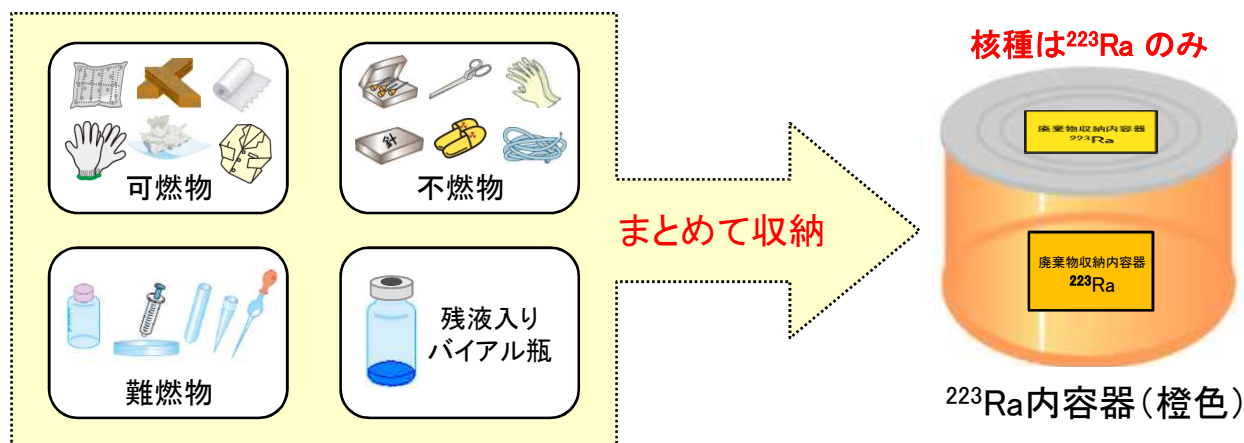 可燃物
不燃物
針
難燃物
残液入り
バイアル瓶
まとめて収納
核種は²²³Ra のみ
廃棄物収納内容器
²²³Ra
廃棄物収納内容器
²²³Ra
²²³Ra内容器（橙色）